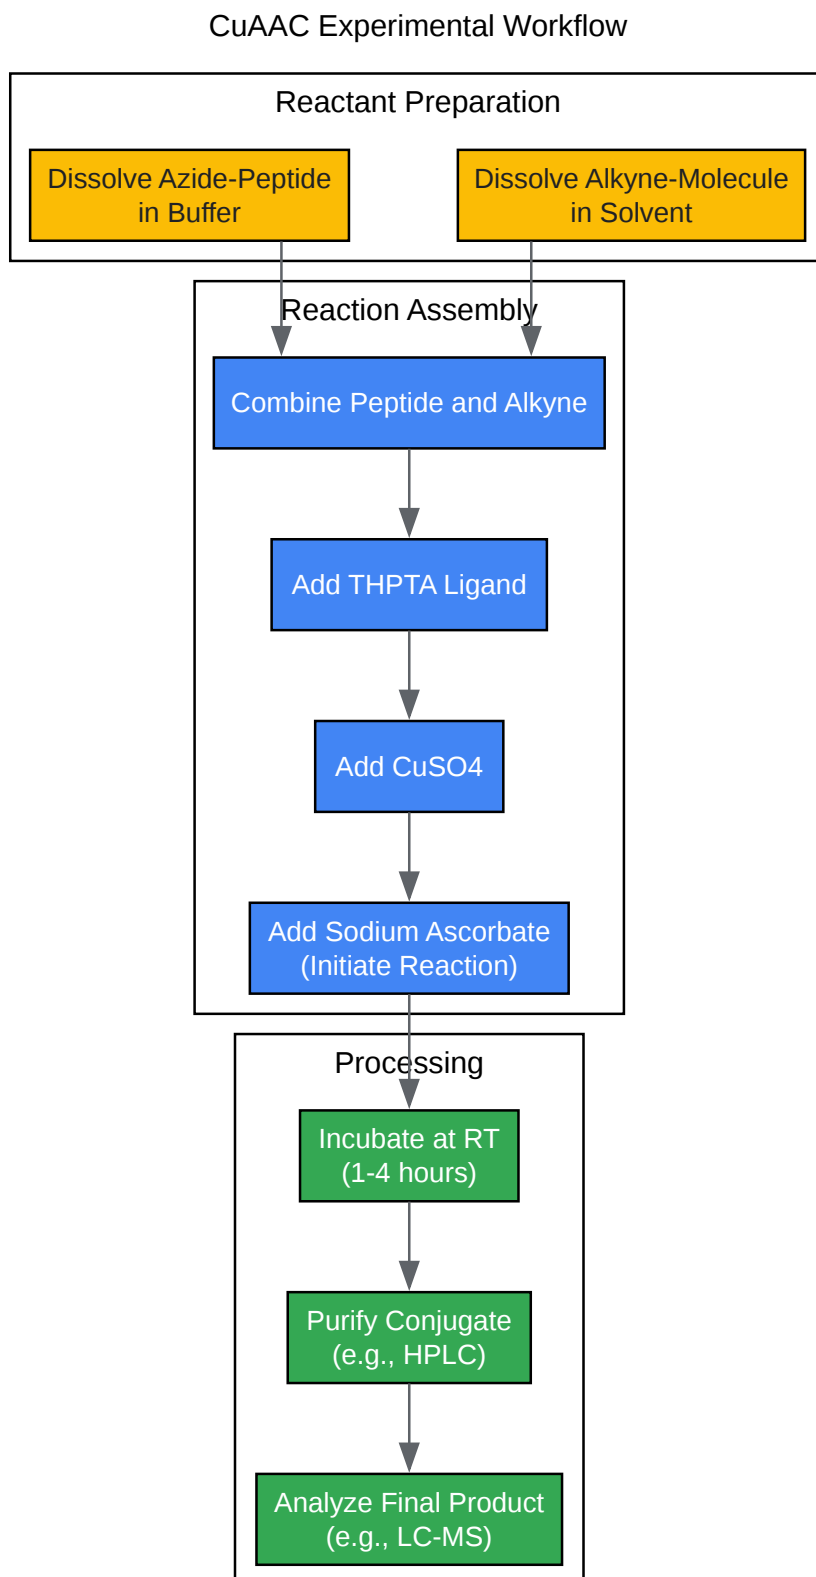 CuAAC Experimental Workflow
Reactant Preparation
Dissolve Azide-Peptide
in Buffer
Dissolve Alkyne-Molecule
in Solvent
Reaction Assembly
Combine Peptide and Alkyne
Add THPTA Ligand
Add CuSO4
Add Sodium Ascorbate
(Initiate Reaction)
Processing
Incubate at RT
(1-4 hours)
Purify Conjugate
(e.g., HPLC)
Analyze Final Product
(e.g., LC-MS)